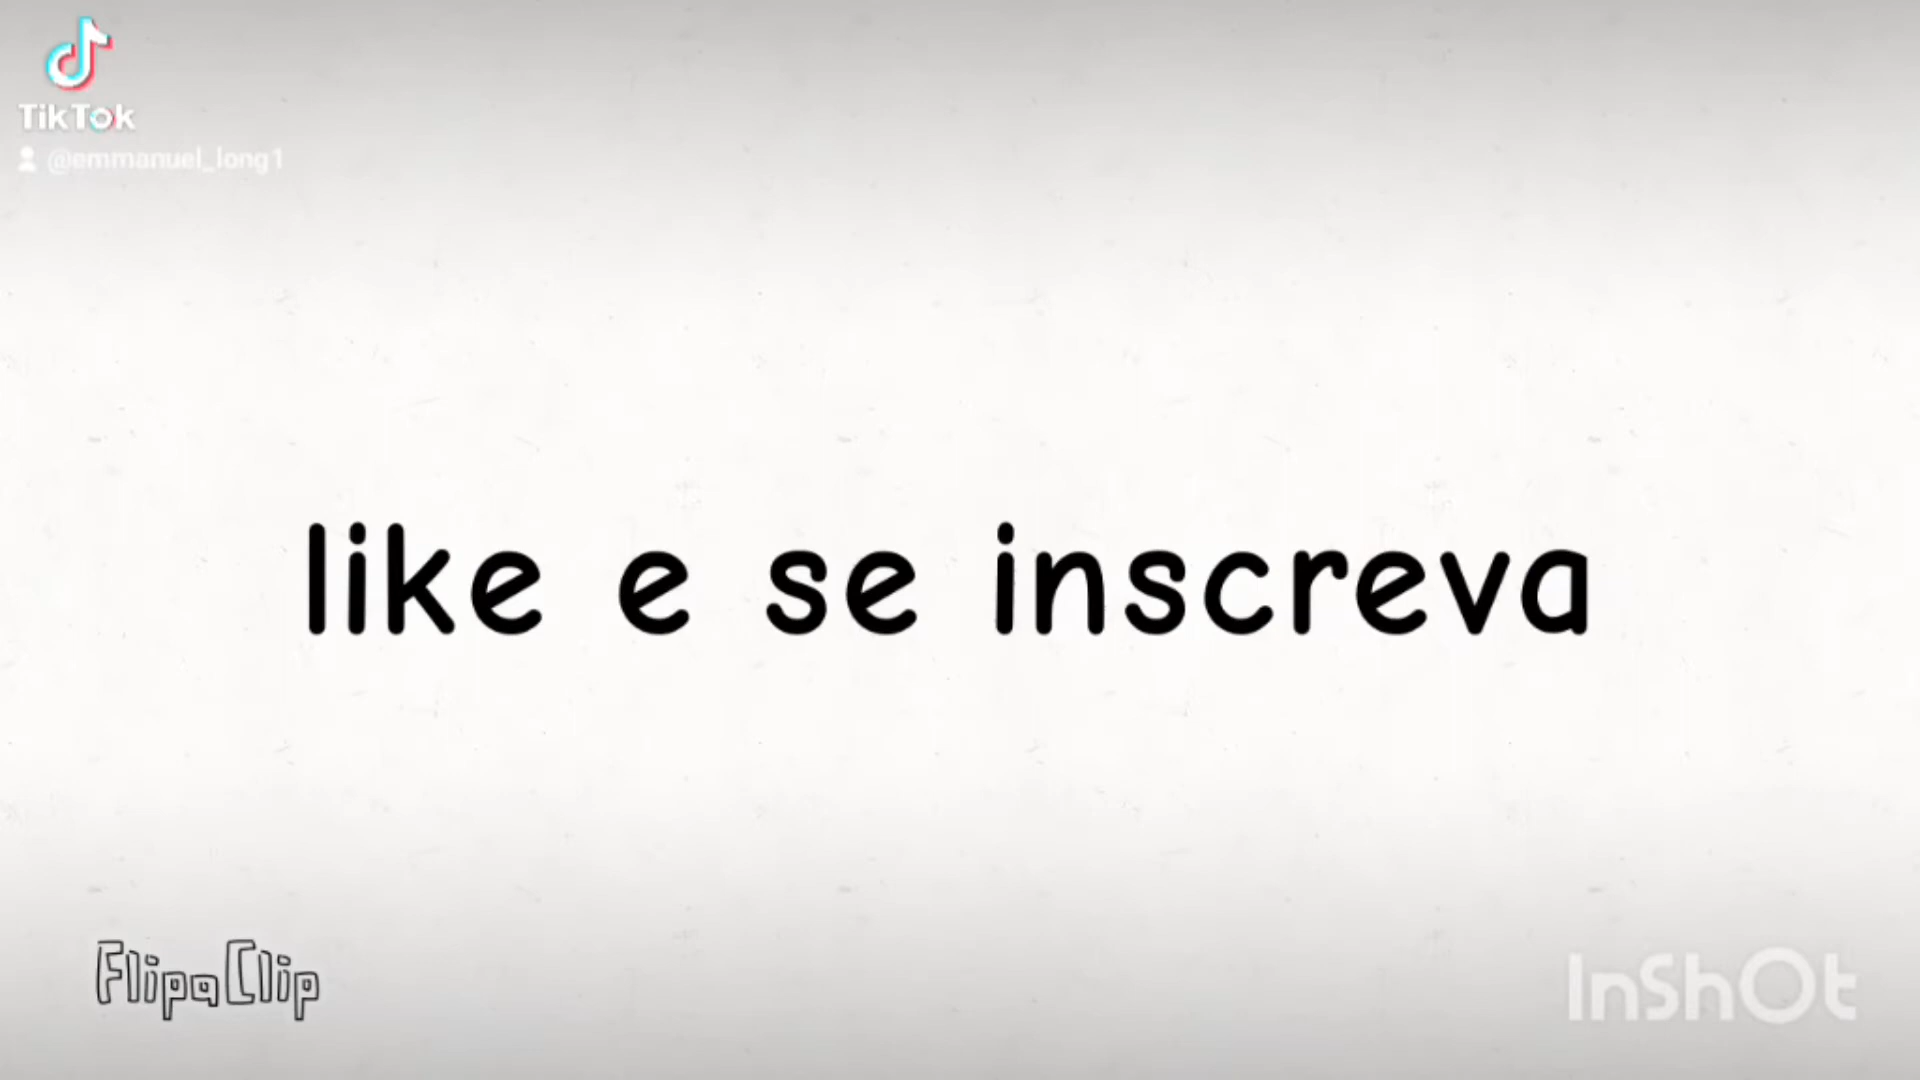 TikTok
@emmanuel_long1
like e se inscreva
FlipaClip
InShOt